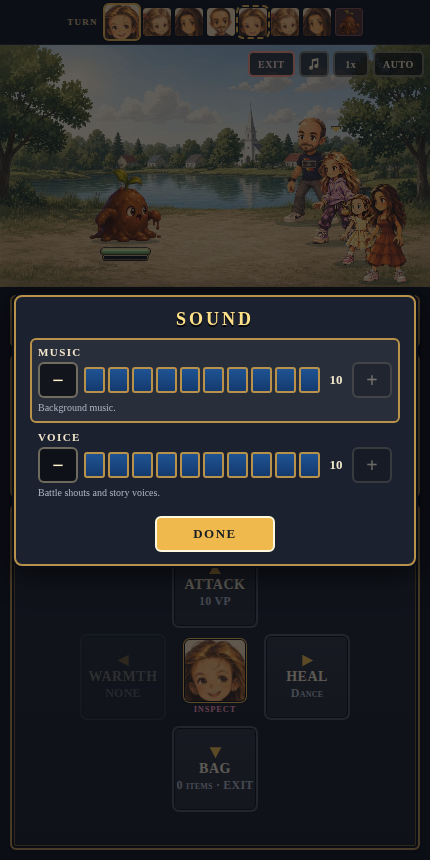 TURN
EXIT
1x
AUTO
SOUND
MUSIC
−
10
+
Background music.
VOICE
−
10
+
Battle shouts and story voices.
DONE
ATTACK
10 VP
WARMTH
NONE
INSPECT
HEAL
DANCE
BAG
0 ITEMS · EXIT